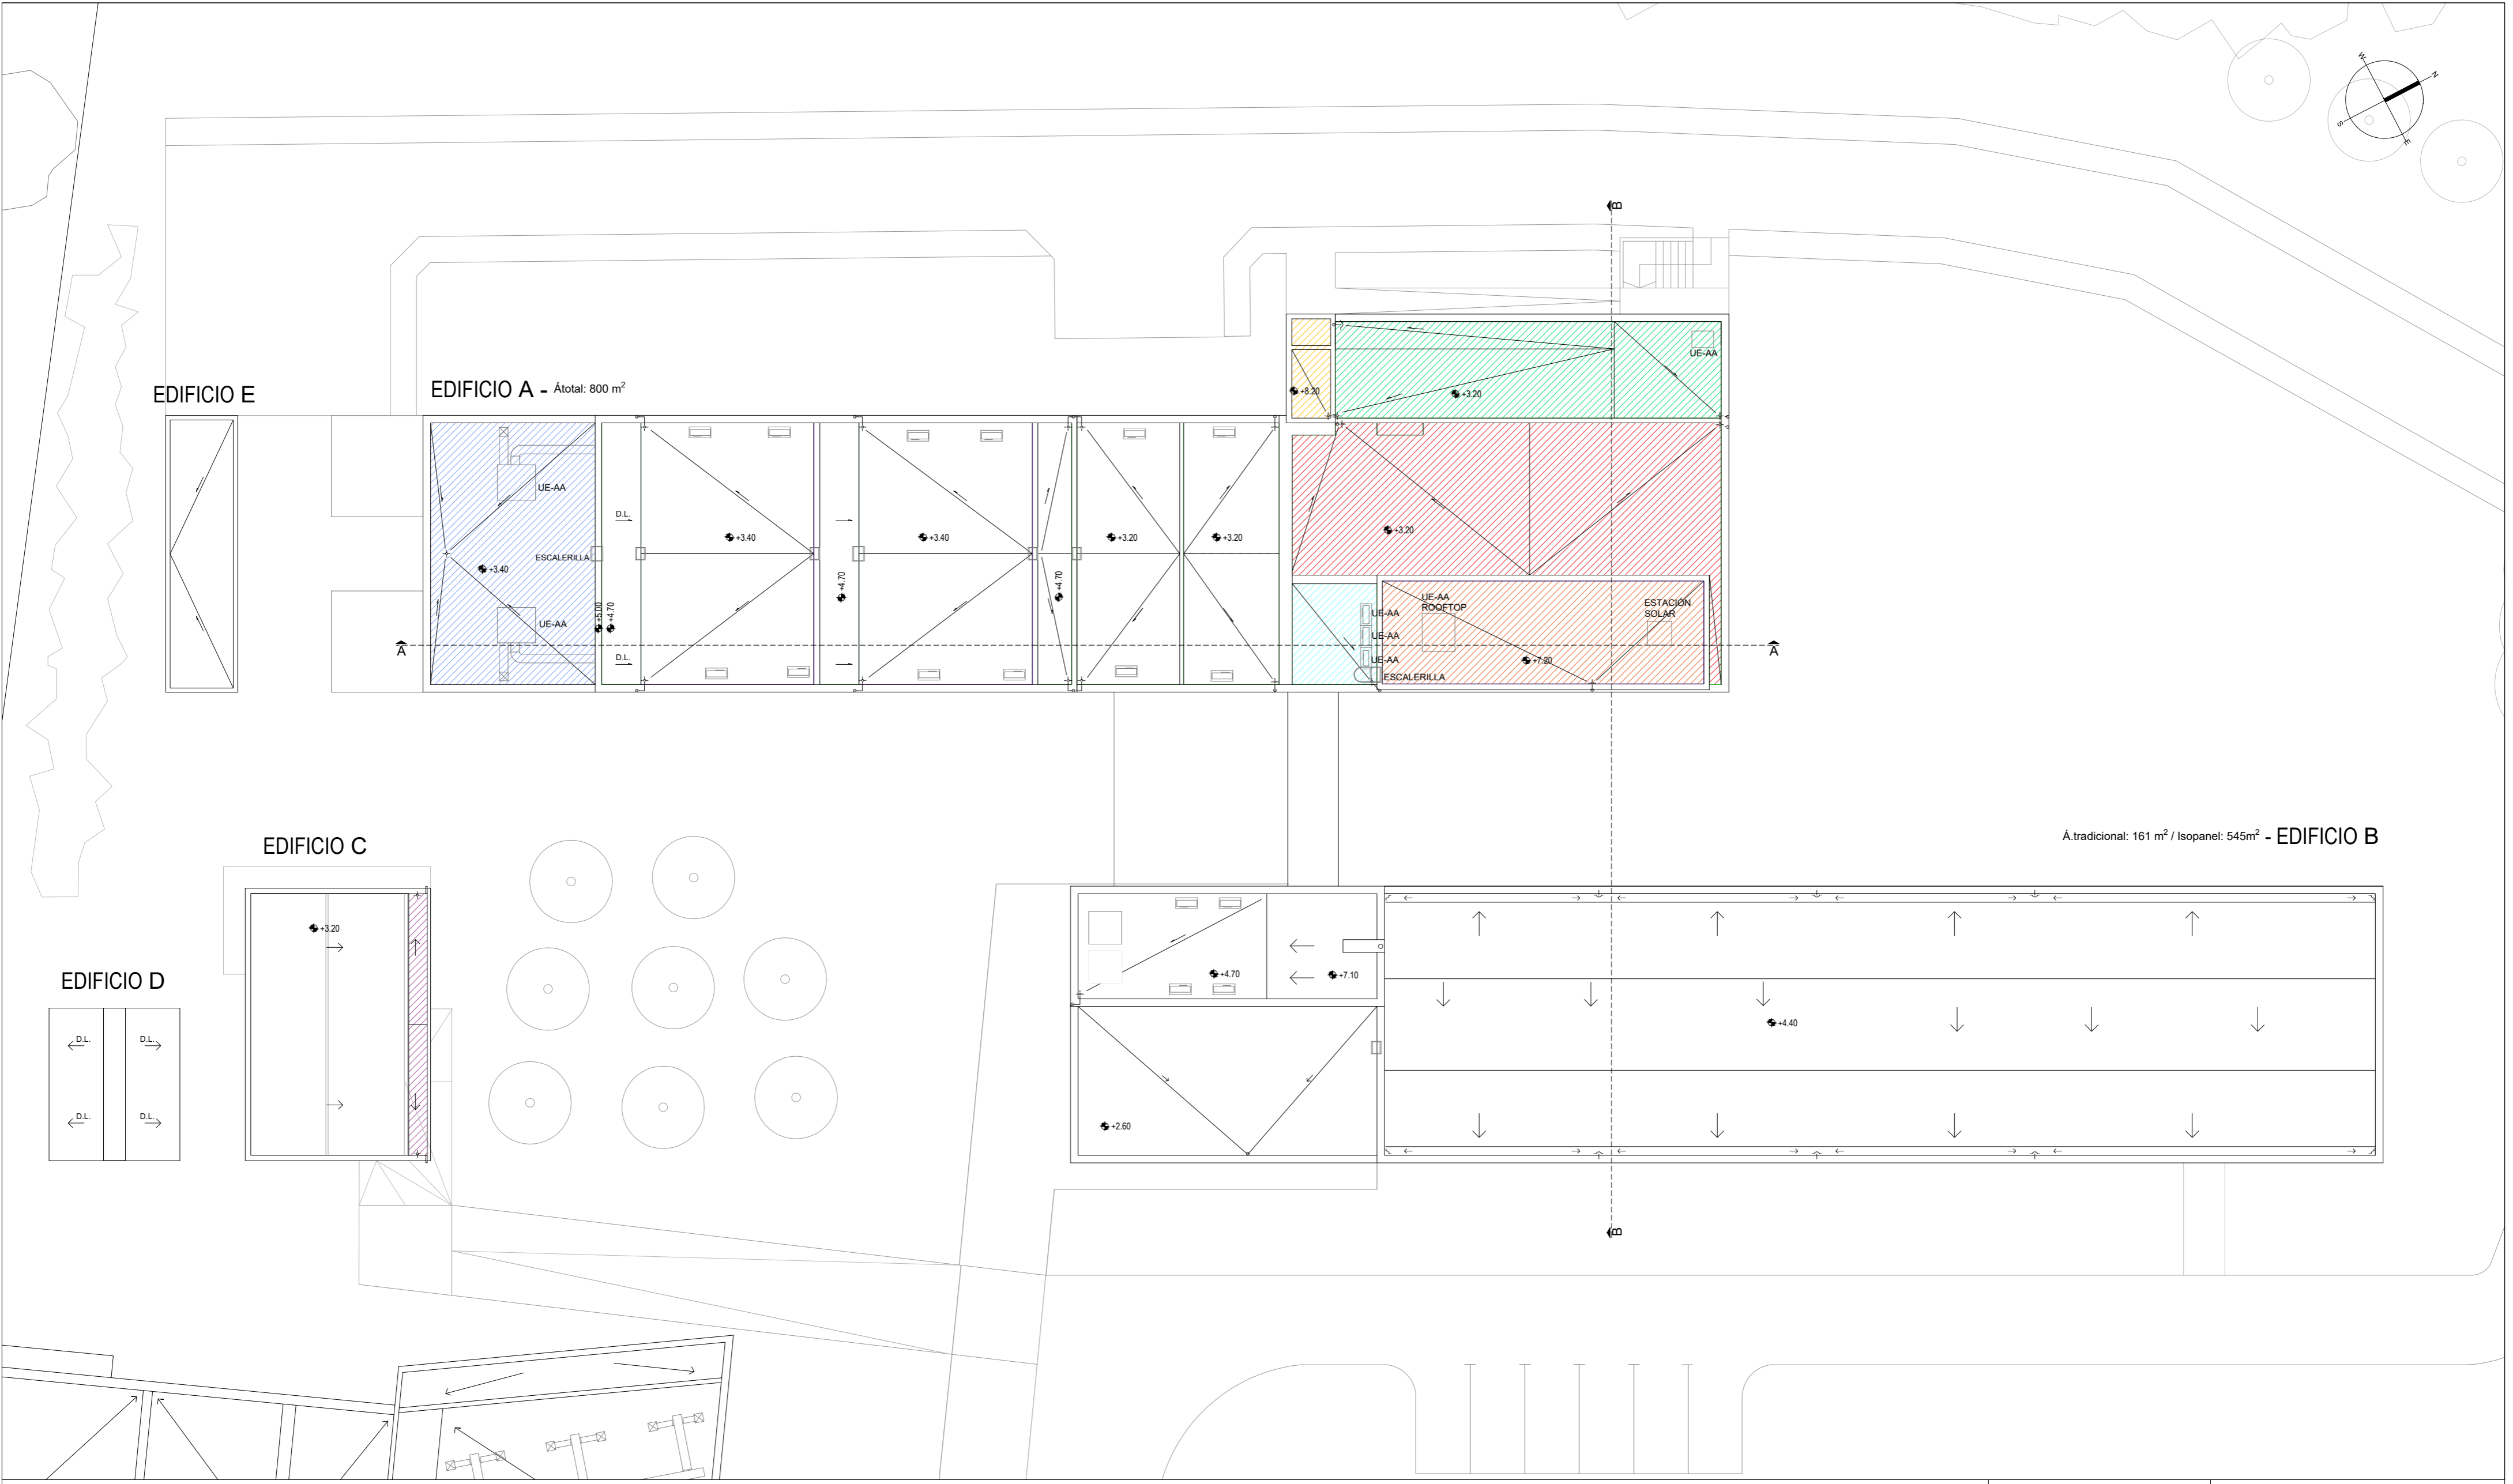 W
N
S
E
B
EDIFICIO E
EDIFICIO A - Átotal: 800 m²
UE-AA
+8.20
+3.20
UE-AA
D.L.
+3.20
ESCALERILLA
+3.40
+3.40
+3.40
+3.20
+3.20
+3.40
+4.70
+4.70
+5.00
+4.70
UE-AA
UE-AA
UE-AA
ROOFTOP
ESTACIÓN
SOLAR
UE-AA
A
D.L.
UE-AA
+7.20
A
ESCALERILLA
EDIFICIO C
Á.tradicional: 161 m² / Isopanel: 545m² - EDIFICIO B
+3.20
EDIFICIO D
+4.70
+7.10
D.L.
D.L.
+4.40
D.L.
D.L.
+2.60
B